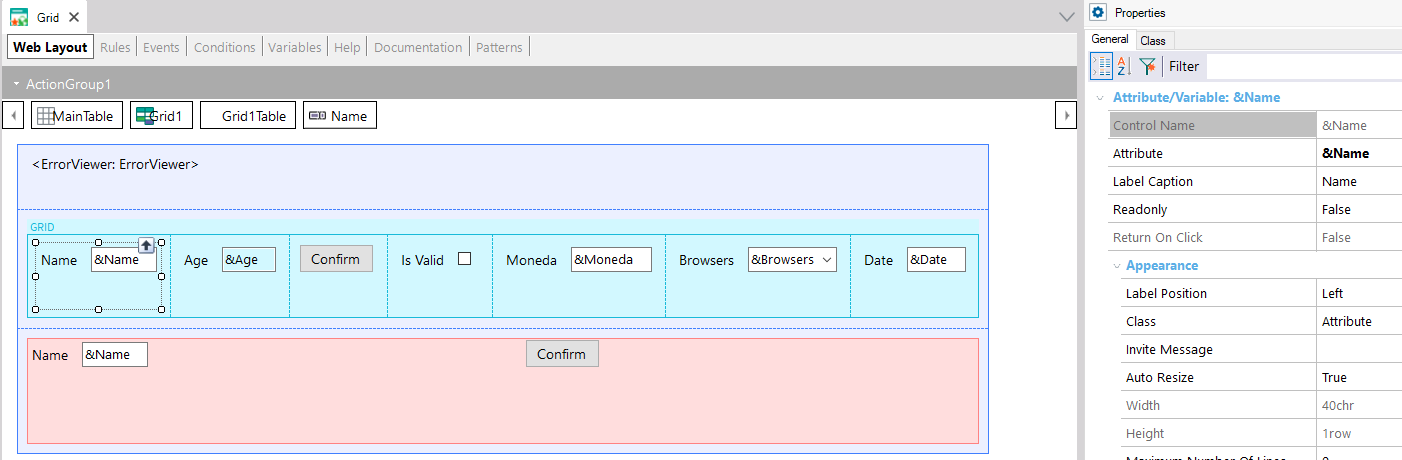 Grid
Web Layout Rules Events Conditions Variables Help Documentation Patterns
ActionGroup1
MainTable Grid1 Grid1Table Name
<ErrorViewer: ErrorViewer>
GRID
Name &Name Age &Age Confirm Is Valid Moneda &Moneda Browsers &Browsers Date &Date
Name &Name Confirm
Properties
General Class
Filter
Attribute/Variable: &Name
Control Name &Name
Attribute &Name
Label Caption Name
Readonly False
Return On Click False
Appearance
Label Position Left
Class Attribute
Invite Message
Auto Resize True
Width 40chr
Height 1row